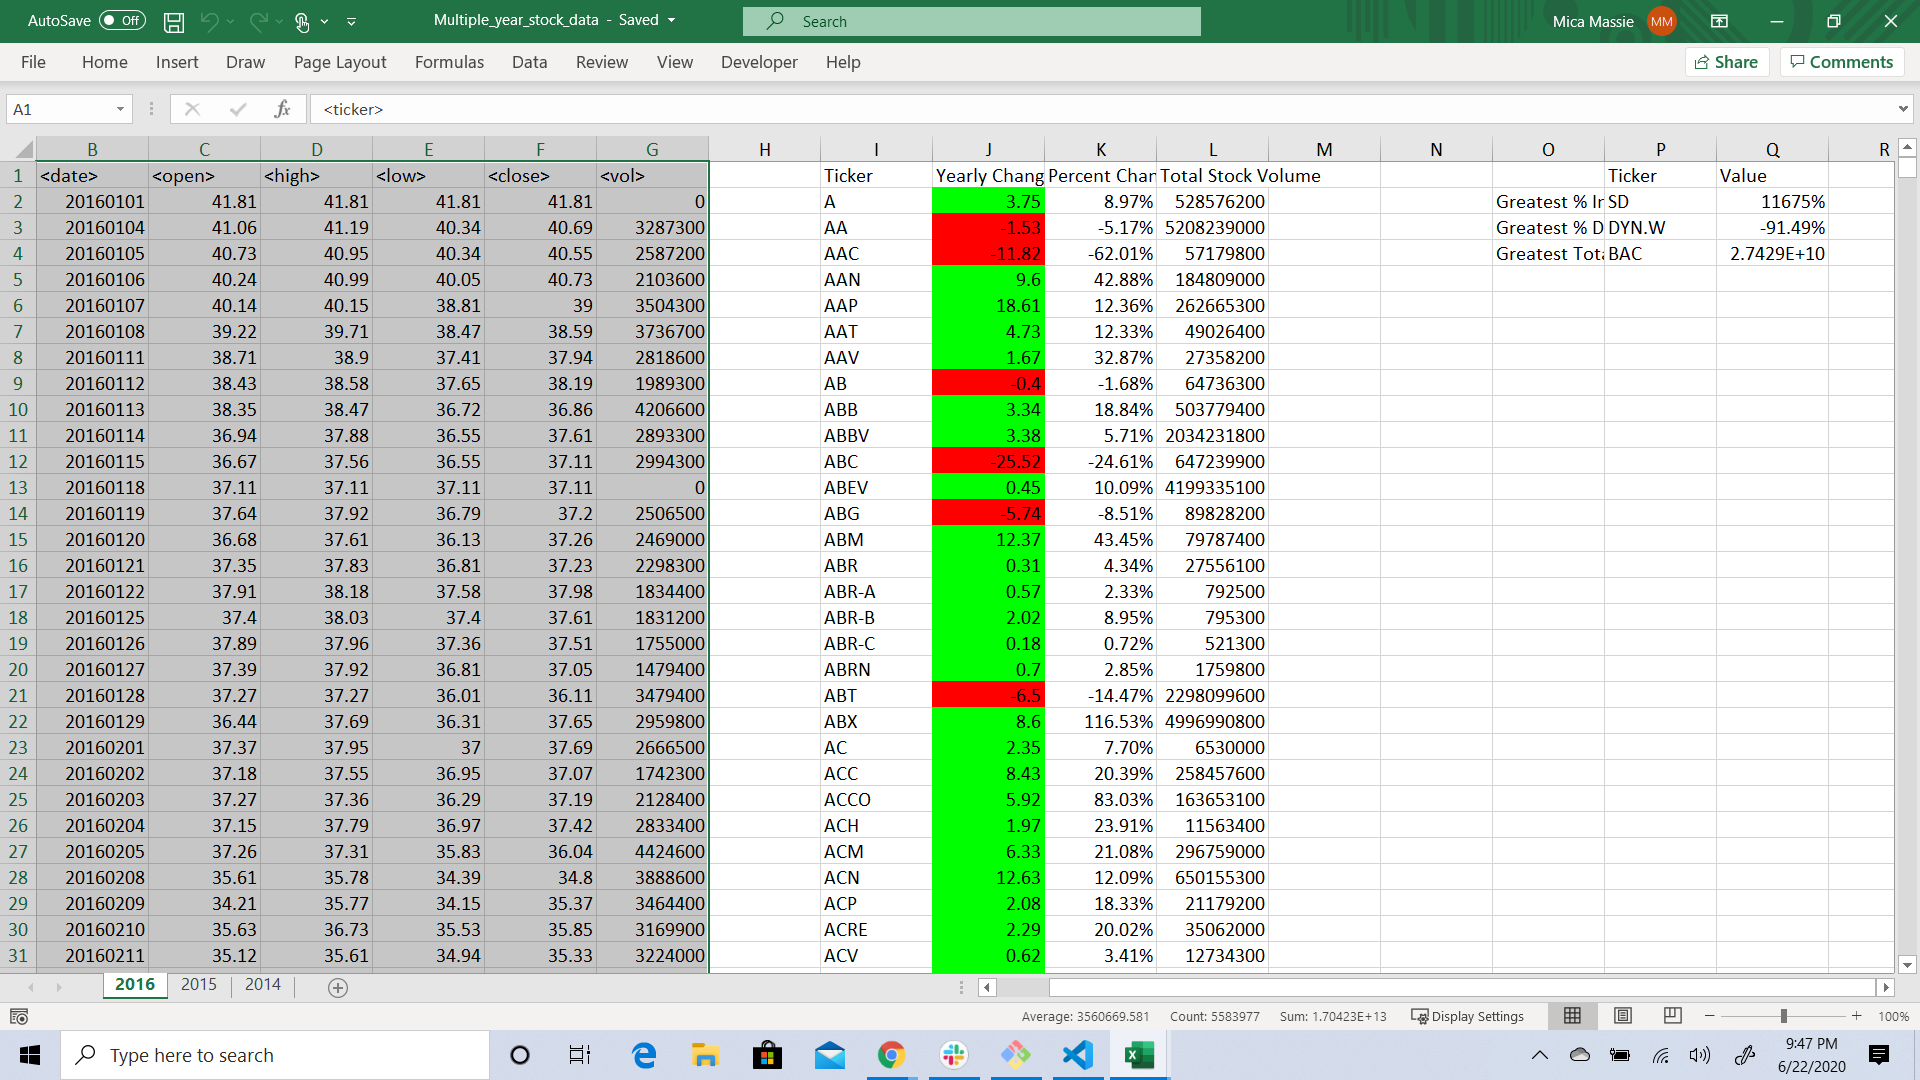 AutoSave Off Multiple_year_stock_data - Saved Search Mica Massie MM
File Home Insert Draw Page Layout Formulas Data Review View Developer Help Share Comments
A1 fx <ticker>
B C D E F G H I J K L M N O P Q R
1 <date> <open> <high> <low> <close> <vol> Ticker Yearly Chang Percent Chan Total Stock Volume Ticker Value
2 20160101 41.81 41.81 41.81 41.81 0 A 3.75 8.97% 528576200 Greatest % In SD 11675%
3 20160104 41.06 41.19 40.34 40.69 3287300 AA -1.53 -5.17% 5208239000 Greatest % D DYN.W -91.49%
4 20160105 40.73 40.95 40.34 40.55 2587200 AAC -11.82 -62.01% 57179800 Greatest Tota BAC 2.7429E+10
5 20160106 40.24 40.99 40.05 40.73 2103600 AAN 9.6 42.88% 184809000
6 20160107 40.14 40.15 38.81 39 3504300 AAP 18.61 12.36% 262665300
7 20160108 39.22 39.71 38.47 38.59 3736700 AAT 4.73 12.33% 49026400
8 20160111 38.71 38.9 37.41 37.94 2818600 AAV 1.67 32.87% 27358200
9 20160112 38.43 38.58 37.65 38.19 1989300 AB -0.4 -1.68% 64736300
10 20160113 38.35 38.47 36.72 36.86 4206600 ABB 3.34 18.84% 503779400
11 20160114 36.94 37.88 36.55 37.61 2893300 ABBV 3.38 5.71% 2034231800
12 20160115 36.67 37.56 36.55 37.11 2994300 ABC -25.52 -24.61% 647239900
13 20160118 37.11 37.11 37.11 37.11 0 ABEV 0.45 10.09% 4199335100
14 20160119 37.64 37.92 36.79 37.2 2506500 ABG -5.74 -8.51% 89828200
15 20160120 36.68 37.61 36.13 37.26 2469000 ABM 12.37 43.45% 79787400
16 20160121 37.35 37.83 36.81 37.23 2298300 ABR 0.31 4.34% 27556100
17 20160122 37.91 38.18 37.58 37.98 1834400 ABR-A 0.57 2.33% 792500
18 20160125 37.4 38.03 37.4 37.61 1831200 ABR-B 2.02 8.95% 795300
19 20160126 37.89 37.96 37.36 37.51 1755000 ABR-C 0.18 0.72% 521300
20 20160127 37.39 37.92 36.81 37.05 1479400 ABRN 0.7 2.85% 1759800
21 20160128 37.27 37.27 36.01 36.11 3479400 ABT -6.5 -14.47% 2298099600
22 20160129 36.44 37.69 36.31 37.65 2959800 ABX 8.6 116.53% 4996990800
23 20160201 37.37 37.95 37 37.69 2666500 AC 2.35 7.70% 6530000
24 20160202 37.18 37.55 36.95 37.07 1742300 ACC 8.43 20.39% 258457600
25 20160203 37.27 37.36 36.29 37.19 2128400 ACCO 5.92 83.03% 163653100
26 20160204 37.15 37.79 36.97 37.42 2833400 ACH 1.97 23.91% 11563400
27 20160205 37.26 37.31 35.83 36.04 4424600 ACM 6.33 21.08% 296759000
28 20160208 35.61 35.78 34.39 34.8 3888600 ACN 12.63 12.09% 650155300
29 20160209 34.21 35.77 34.15 35.37 3464400 ACP 2.08 18.33% 21179200
30 20160210 35.63 36.73 35.53 35.85 3169900 ACRE 2.29 20.02% 35062000
31 20160211 35.12 35.61 34.94 35.33 3224000 ACV 0.62 3.41% 12734300
2016 2015 2014
Average: 3560669.581 Count: 5583977 Sum: 1.70423E+13 Display Settings 100%
Type here to search 9:47 PM
6/22/2020